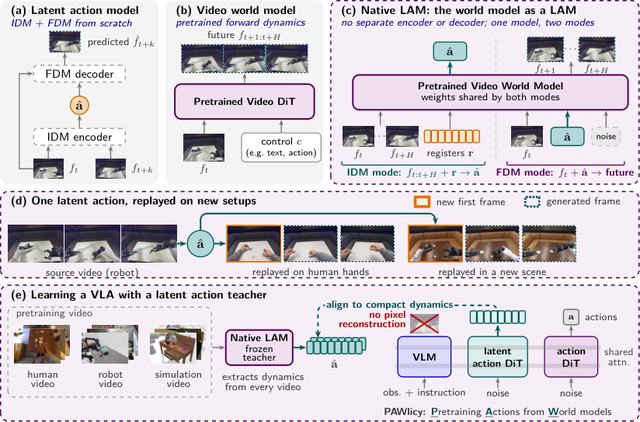 (a) Latent action model
IDM + FDM from scratch
predicted f̂t+k
FDM decoder
â
IDM encoder
ft
ft+k
(b) Video world model
pretrained forward dynamics
future ft+1:t+H
Pretrained Video DiT
ft
control c
(e.g. text, action)
(c) Native LAM: the world model as a LAM
no separate encoder or decoder; one model, two modes
â
ft+1
ft+H
Pretrained Video World Model
weights shared by both modes
ft
ft+H
registers r
ft
â
noise
IDM mode: ft:t+H + r → â
FDM mode: ft + â → future
(d) One latent action, replayed on new setups
new first frame
generated frame
â
source video (robot)
replayed on human hands
replayed in a new scene
(e) Learning a VLA with a latent action teacher
pretraining video
human
video
robot
video
simulation
video
Native LAM
frozen
teacher
extracts dynamics
from every video
â
align to compact dynamics
no pixel
reconstruction
VLM
latent
action DiT
action
DiT
a actions
shared
attn.
obs. + instruction
noise
noise
PAWlicy: Pretraining Actions from World models